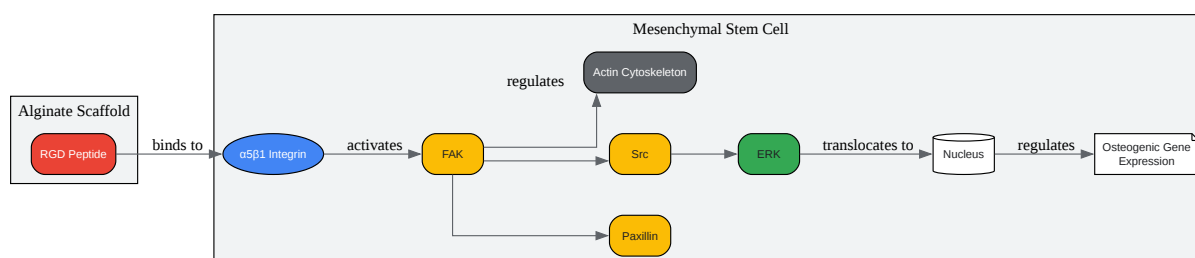 Mesenchymal Stem Cell
Actin Cytoskeleton
regulates
Alginate Scaffold
RGD Peptide
binds to
α5β1 Integrin
activates
FAK
Src
ERK
translocates to
Nucleus
regulates
Osteogenic Gene
Expression
Paxillin